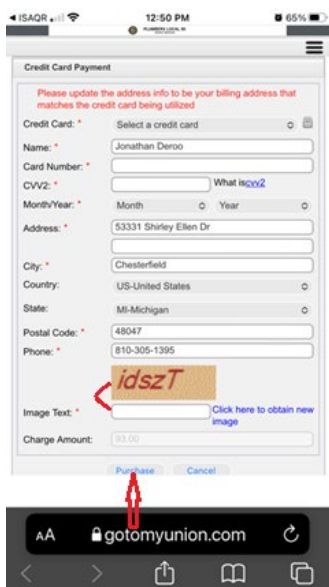 ISAQR 12:50 PM 65%
PLUMBERS LOCAL 98
Credit Card Payment
Please update the address info to be your billing address that
matches the credit card being utilized
Credit Card: * Select a credit card
Name: * Jonathan Deroo
Card Number: *
CVV2: * What iscvv2
Month/Year: * Month Year
Address: * 53331 Shirley Ellen Dr
City: * Chesterfield
Country: US-United States
State: MI-Michigan
Postal Code: * 48047
Phone: * 810-305-1395
idszT
Image Text: * Click here to obtain new
image
Charge Amount: 93.00
Purchase Cancel
AA gotomyunion.com